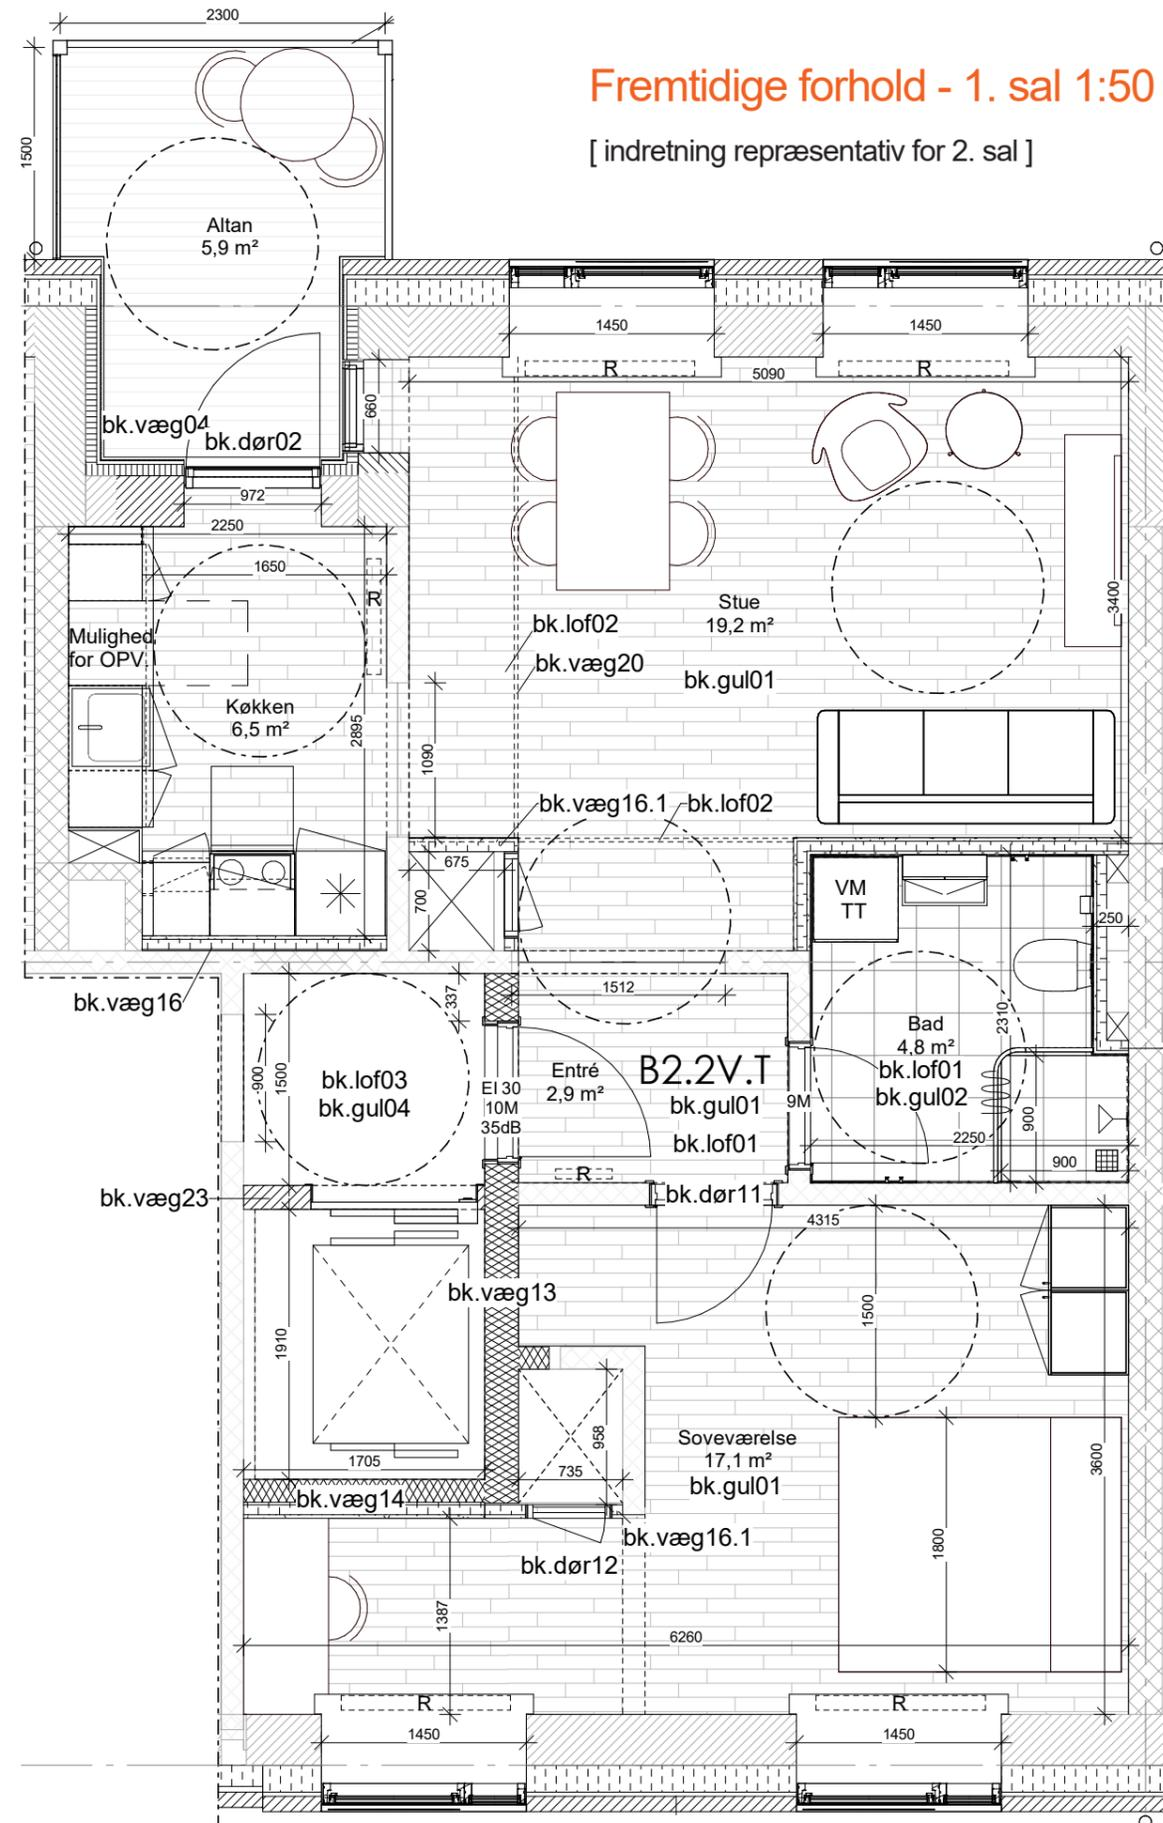 2300
Fremtidige forhold - 1. sal 1:50
[ indretning repræsentativ for 2. sal ]
1500
Altan
5,9 m²
1450
1450
R
R
5090
660
bk.væg04
bk.dør02
972
2250
1650
R
Mulighed
for OPV.
Køkken
6,5 m²
2895
Stue
19,2 m²
3400
bk.lof02
bk.væg20
bk.gul01
1090
bk.væg16.1
bk.lof02
675
700
VM
TT
250
bk.væg16
337
1512
2310
Bad
4,8 m²
bk.lof01
bk.gul02
900
1500
bk.lof03
bk.gul04
EI 30
10M
35dB
Entré
2,9 m²
B2.2V.T
bk.gul01
bk.lof01
9M
900
2250
900
R
bk.væg23
bk.dør11
4315
bk.væg13
1910
1500
958
735
Soveværelse
17,1 m²
bk.gul01
3600
1705
bk.væg14
bk.væg16.1
bk.dør12
1800
1387
6260
R
R
1450
1450